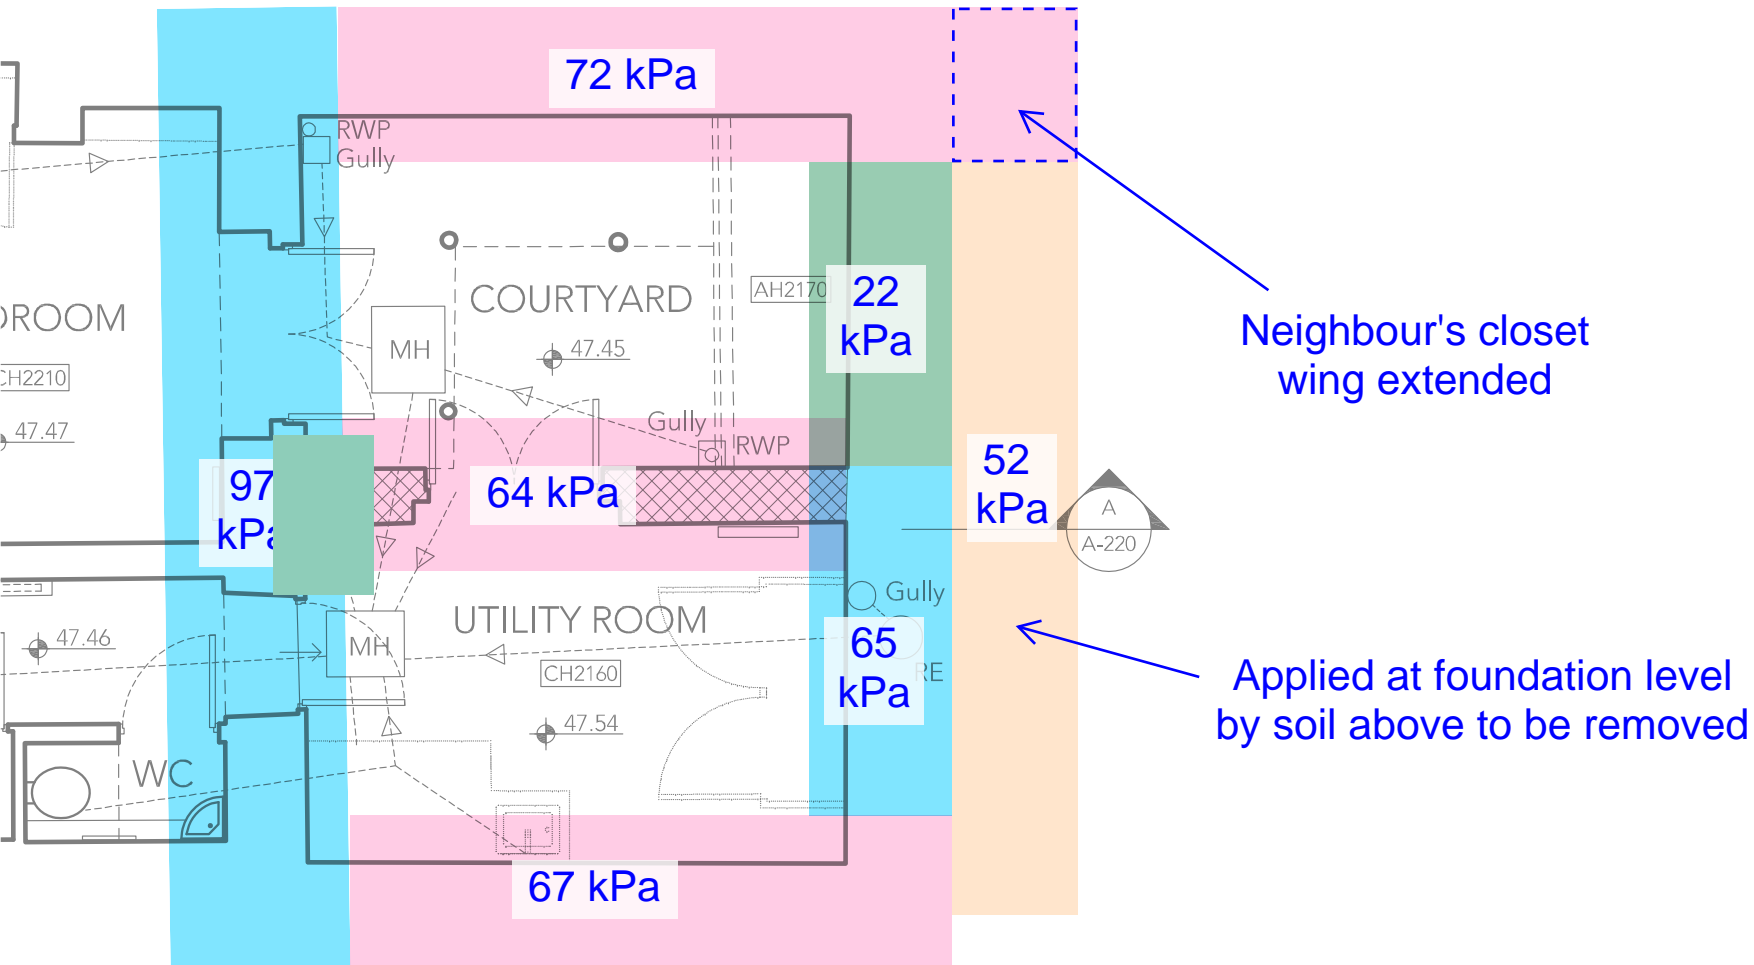 72 kPa
RWP
Gully
COURTYARD
AH2170
22
kPa
47.45
MH
Neighbour's closet
wing extended
DROOM
CH2210
47.47
Gully
RWP
97
kPa
64 kPa
52
kPa
A
A-220
Gully
UTILITY ROOM
47.46
MH
CH2160
65
kPa
RE
47.54
Applied at foundation level
by soil above to be removed
WC
67 kPa